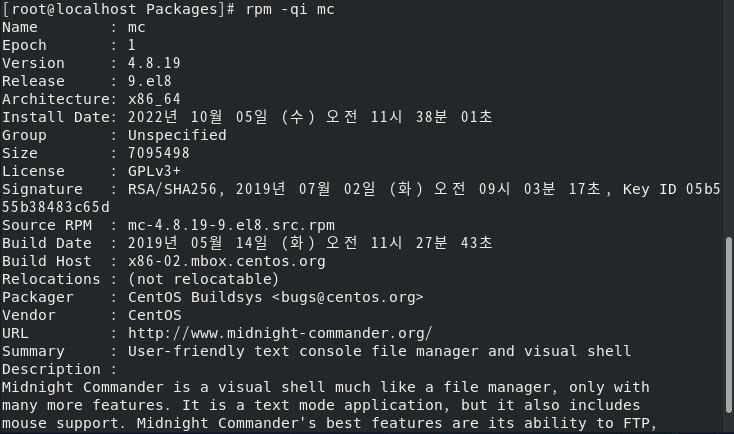 [root@localhost Packages]# rpm -qi mc
Name        : mc
Epoch       : 1
Version     : 4.8.19
Release     : 9.el8
Architecture: x86_64
Install Date: 2022년 10월 05일 (수) 오전 11시 38분 01초
Group       : Unspecified
Size        : 7095498
License     : GPLv3+
Signature   : RSA/SHA256, 2019년 07월 02일 (화) 오전 09시 03분 17초, Key ID 05b5
55b38483c65d
Source RPM  : mc-4.8.19-9.el8.src.rpm
Build Date  : 2019년 05월 14일 (화) 오전 11시 27분 43초
Build Host  : x86-02.mbox.centos.org
Relocations : (not relocatable)
Packager    : CentOS Buildsys <bugs@centos.org>
Vendor      : CentOS
URL         : http://www.midnight-commander.org/
Summary     : User-friendly text console file manager and visual shell
Description :
Midnight Commander is a visual shell much like a file manager, only with
many more features. It is a text mode application, but it also includes
mouse support. Midnight Commander's best features are its ability to FTP,